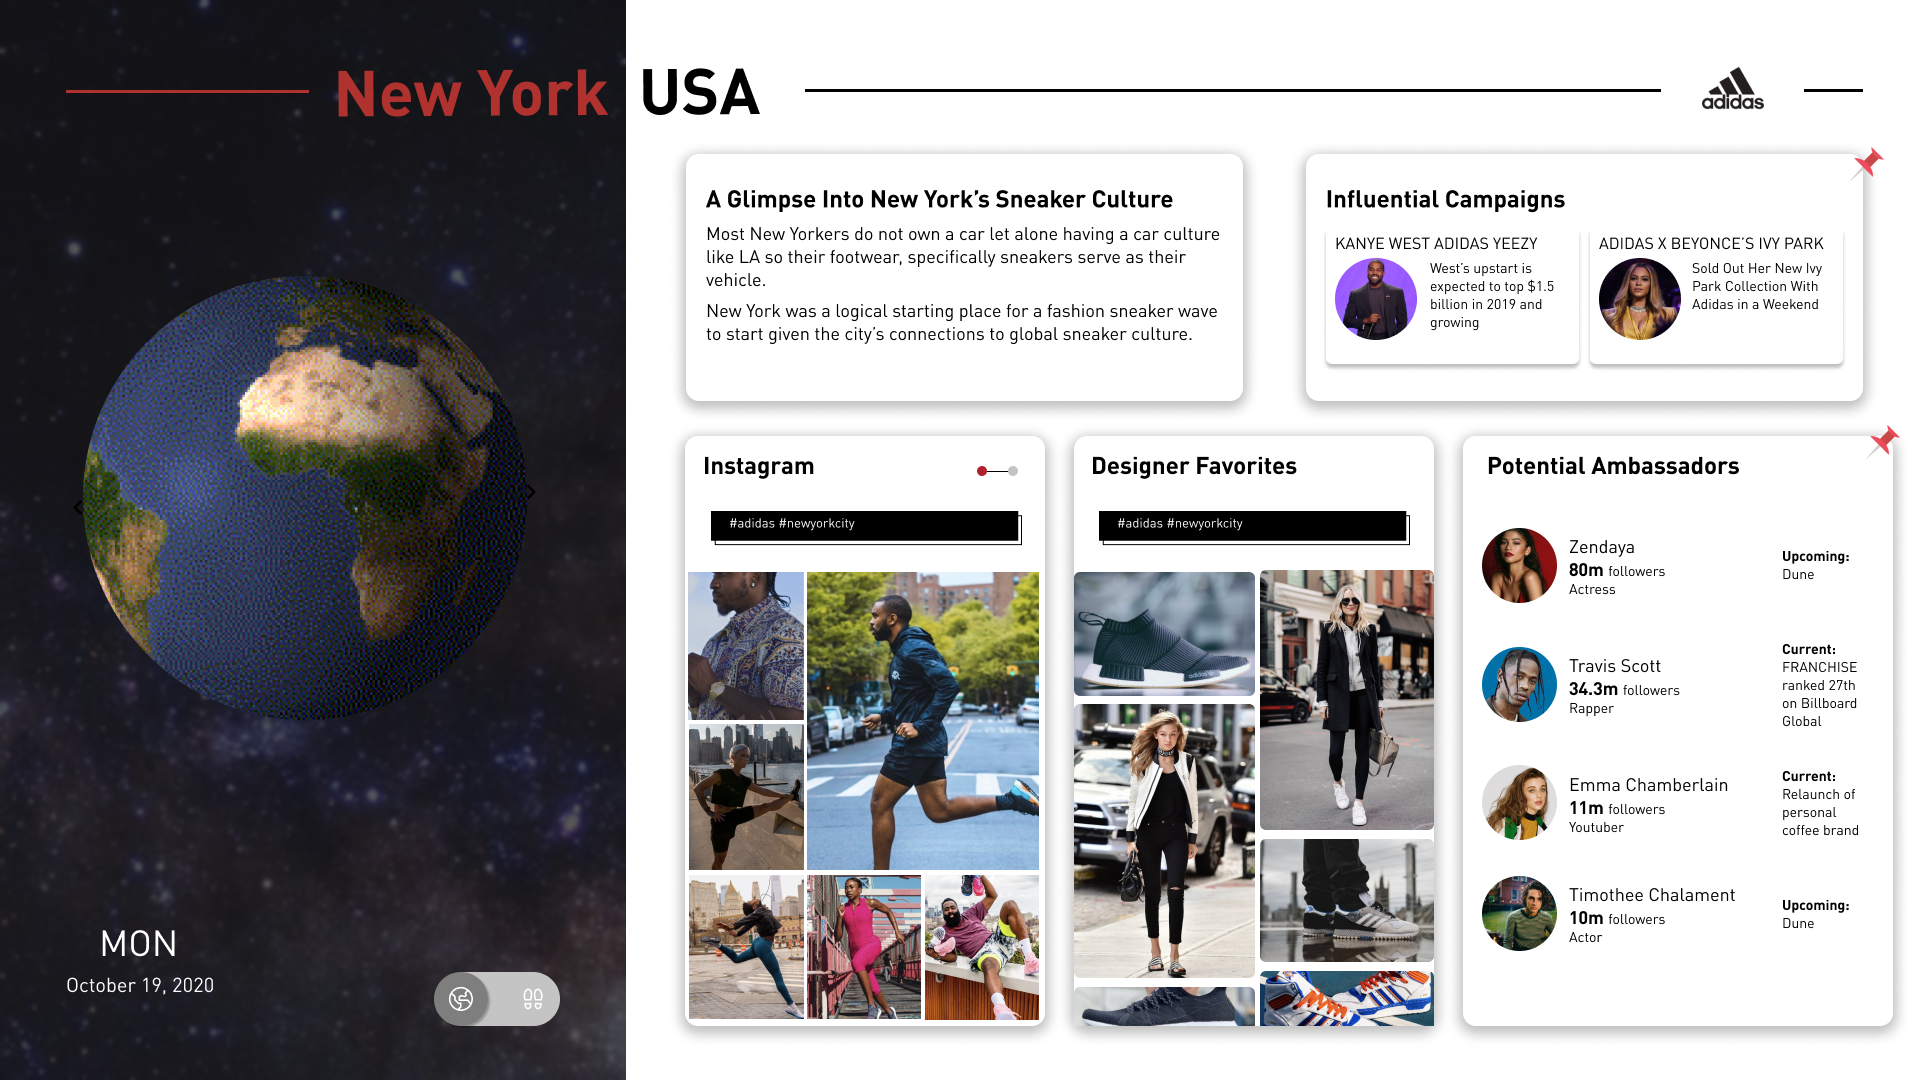 New York USA
adidas
A Glimpse Into New York’s Sneaker Culture
Most New Yorkers do not own a car let alone having a car culture
like LA so their footwear, specifically sneakers serve as their
vehicle.
New York was a logical starting place for a fashion sneaker wave
to start given the city’s connections to global sneaker culture.
Influential Campaigns
KANYE WEST ADIDAS YEEZY
West’s upstart is
expected to top $1.5
billion in 2019 and
growing
ADIDAS X BEYONCE’S IVY PARK
Sold Out Her New Ivy
Park Collection With
Adidas in a Weekend
Instagram
#adidas #newyorkcity
Designer Favorites
#adidas #newyorkcity
adidas
Potential Ambassadors
Zendaya
80m followers
Actress
Upcoming:
Dune
Travis Scott
34.3m followers
Rapper
Current:
FRANCHISE
ranked 27th
on Billboard
Global
Emma Chamberlain
11m followers
Youtuber
Current:
Relaunch of
personal
coffee brand
Timothee Chalament
10m followers
Actor
Upcoming:
Dune
MON
October 19, 2020